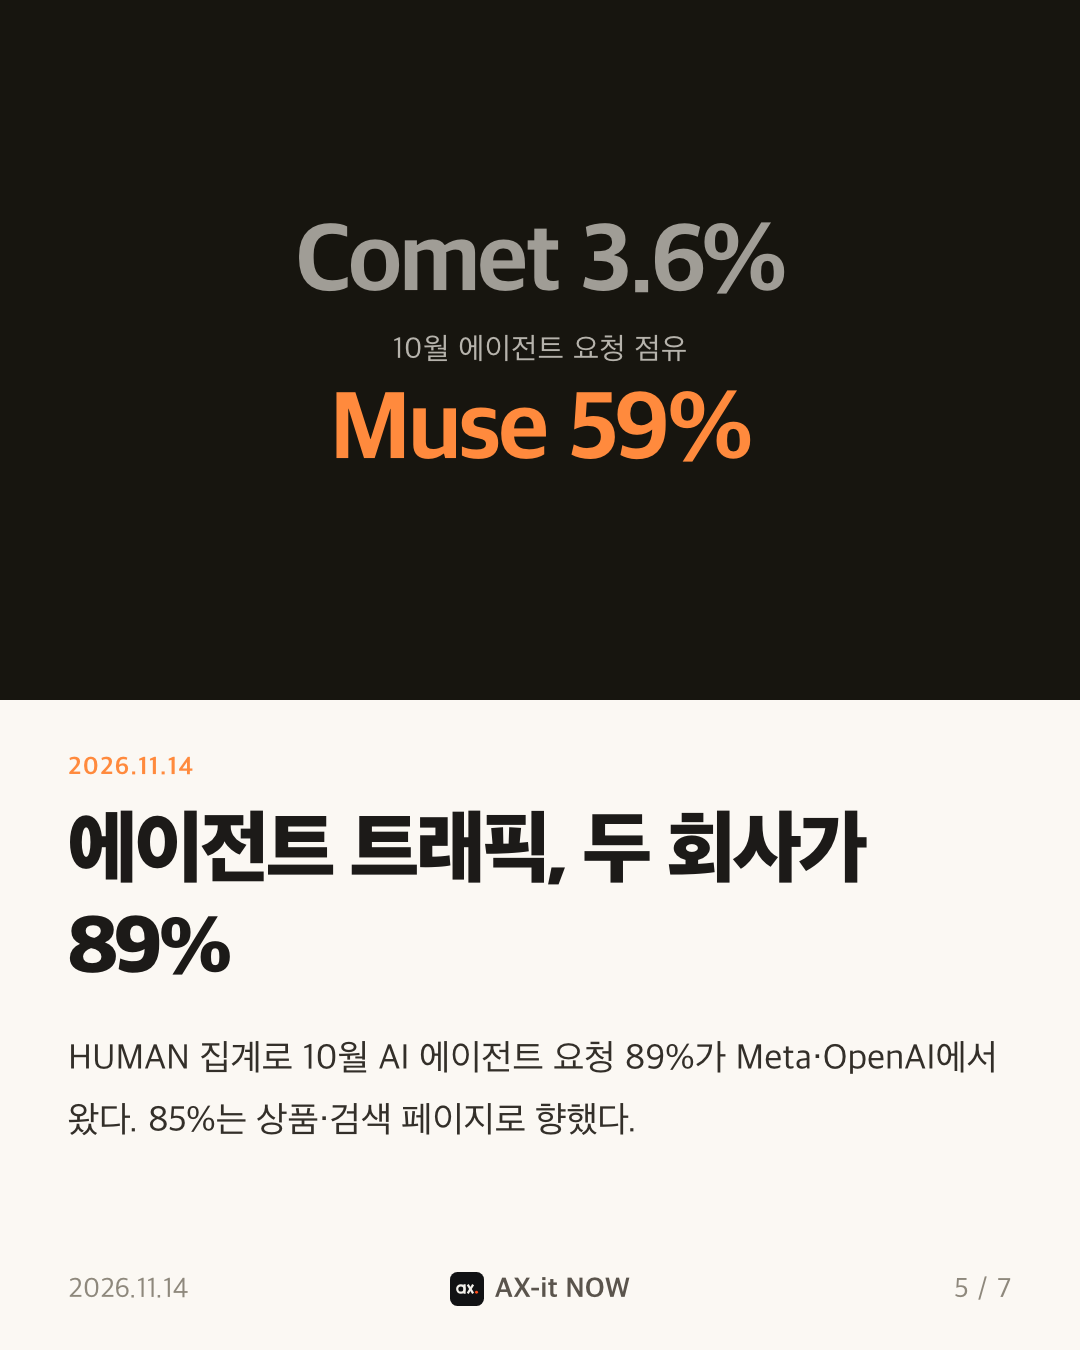 Comet 3.6%
10월 에이전트 요청 점유
Muse 59%
2026.11.14
에이전트 트래픽, 두 회사가
89%
HUMAN 집계로 10월 AI 에이전트 요청 89%가 Meta·OpenAI에서
왔다. 85%는 상품·검색 페이지로 향했다.
2026.11.14
ax.
AX-it NOW
5 / 7